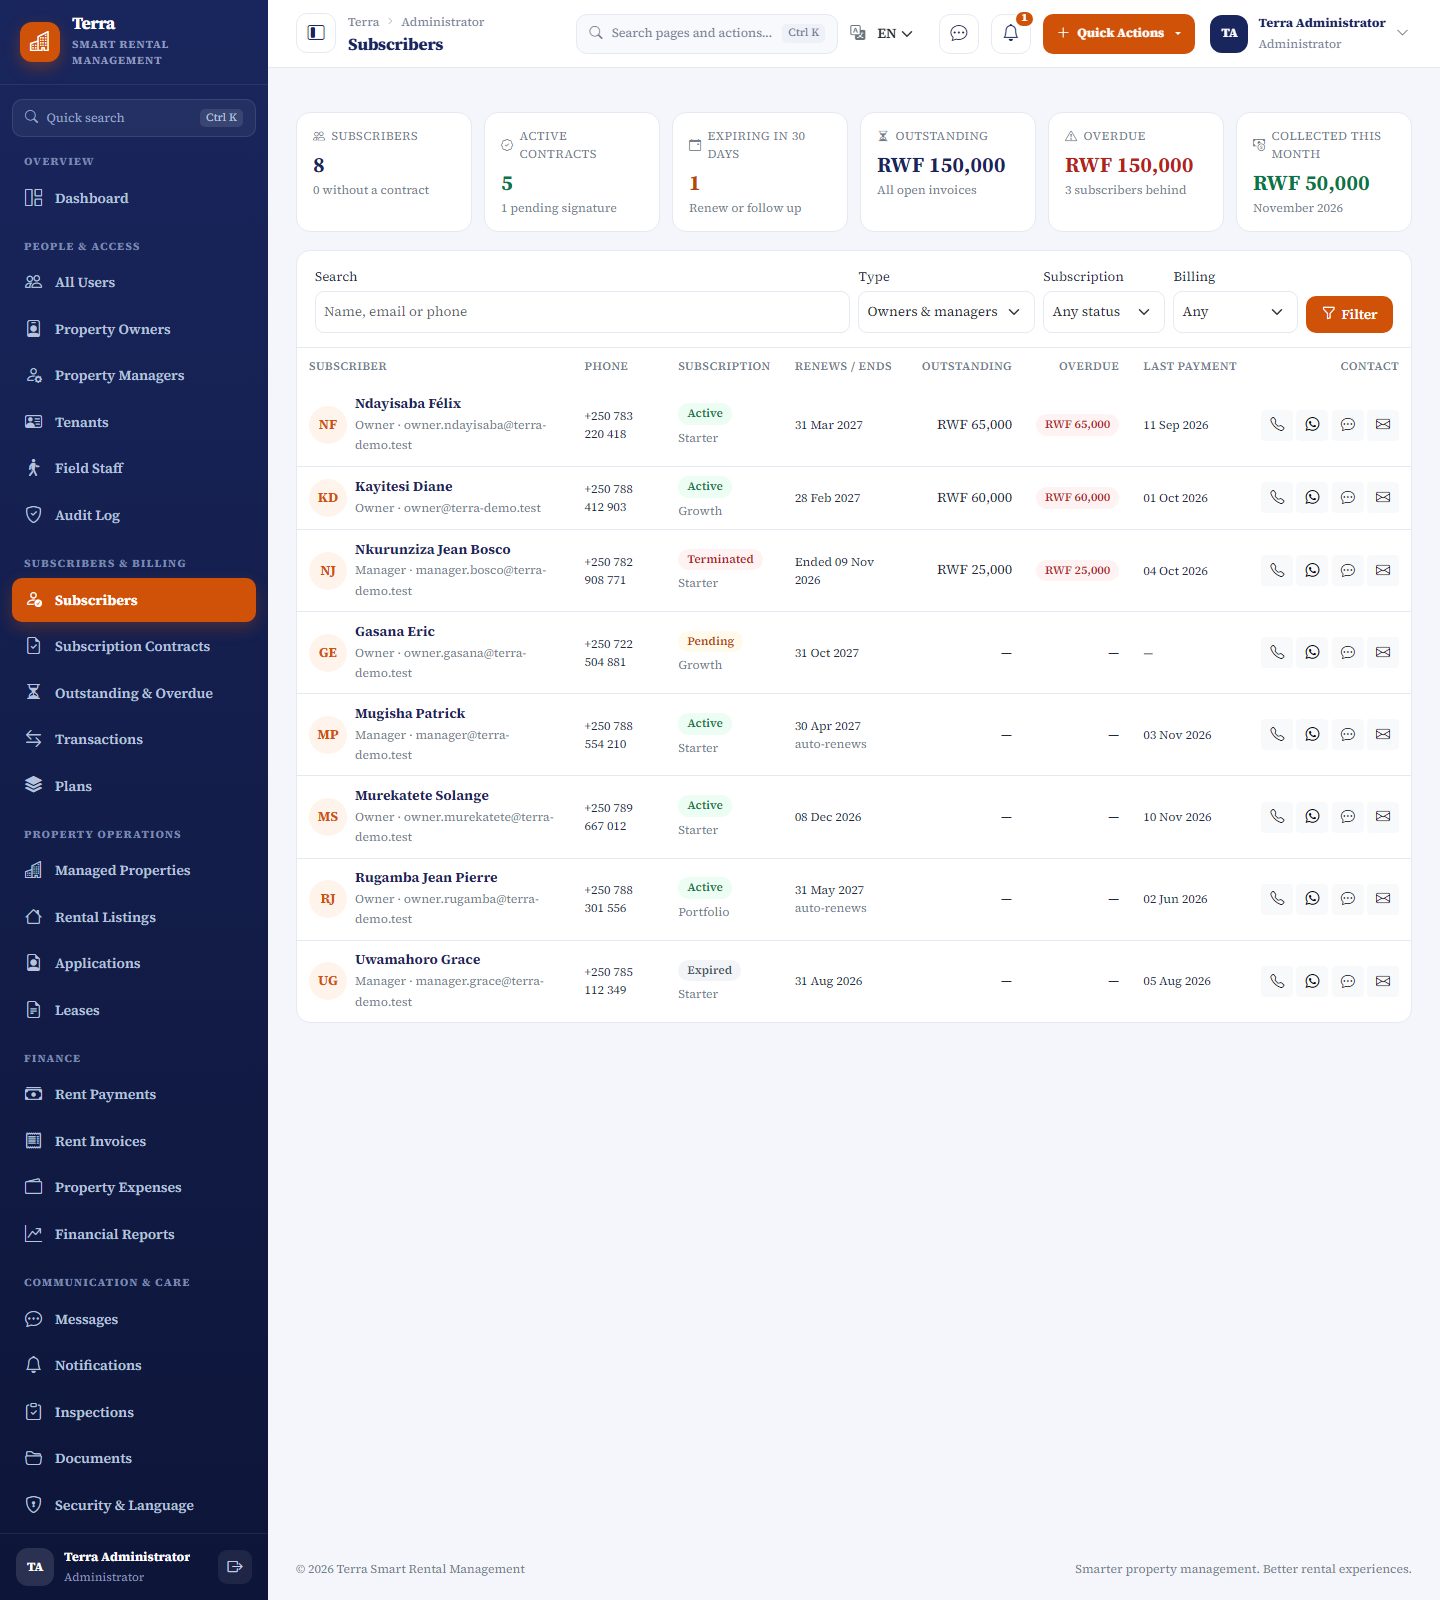 Terra
SMART RENTAL
MANAGEMENT
Quick search Ctrl K
OVERVIEW
Dashboard
PEOPLE & ACCESS
All Users
Property Owners
Property Managers
Tenants
Field Staff
Audit Log
SUBSCRIBERS & BILLING
Subscribers
Subscription Contracts
Outstanding & Overdue
Transactions
Plans
PROPERTY OPERATIONS
Managed Properties
Rental Listings
Applications
Leases
FINANCE
Rent Payments
Rent Invoices
Property Expenses
Financial Reports
COMMUNICATION & CARE
Messages
Notifications
Inspections
Documents
Security & Language
TA Terra Administrator
Administrator
Terra Administrator
Subscribers
Search pages and actions... Ctrl K
EN
1
Quick Actions
TA Terra Administrator
Administrator
SUBSCRIBERS
8
0 without a contract
ACTIVE
CONTRACTS
5
1 pending signature
EXPIRING IN 30
DAYS
1
Renew or follow up
OUTSTANDING
RWF 150,000
All open invoices
OVERDUE
RWF 150,000
3 subscribers behind
COLLECTED THIS
MONTH
RWF 50,000
November 2026
Search Type Subscription Billing
Name, email or phone Owners & managers Any status Any Filter
SUBSCRIBER PHONE SUBSCRIPTION RENEWS / ENDS OUTSTANDING OVERDUE LAST PAYMENT CONTACT
NF Ndayisaba Félix
Owner · owner.ndayisaba@terra-
demo.test
+250 783
220 418
Active
Starter
31 Mar 2027 RWF 65,000 RWF 65,000 11 Sep 2026
KD Kayitesi Diane
Owner · owner@terra-demo.test
+250 788
412 903
Active
Growth
28 Feb 2027 RWF 60,000 RWF 60,000 01 Oct 2026
NJ Nkurunziza Jean Bosco
Manager · manager.bosco@terra-
demo.test
+250 782
908 771
Terminated
Starter
Ended 09 Nov
2026
RWF 25,000 RWF 25,000 04 Oct 2026
GE Gasana Eric
Owner · owner.gasana@terra-
demo.test
+250 722
504 881
Pending
Growth
31 Oct 2027 — — —
MP Mugisha Patrick
Manager · manager@terra-
demo.test
+250 788
554 210
Active
Starter
30 Apr 2027
auto-renews
— — 03 Nov 2026
MS Murekatete Solange
Owner · owner.murekatete@terra-
demo.test
+250 789
667 012
Active
Starter
08 Dec 2026 — — 10 Nov 2026
RJ Rugamba Jean Pierre
Owner · owner.rugamba@terra-
demo.test
+250 788
301 556
Active
Portfolio
31 May 2027
auto-renews
— — 02 Jun 2026
UG Uwamahoro Grace
Manager · manager.grace@terra-
demo.test
+250 785
112 349
Expired
Starter
31 Aug 2026 — — 05 Aug 2026
© 2026 Terra Smart Rental Management
Smarter property management. Better rental experiences.